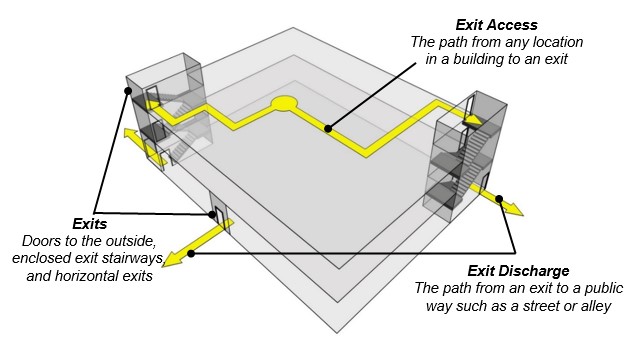 Exit Access
The path from any location
in a building to an exit
Exits
Doors to the outside,
enclosed exit stairways,
and horizontal exits
Exit Discharge
The path from an exit to a public
way such as a street or alley